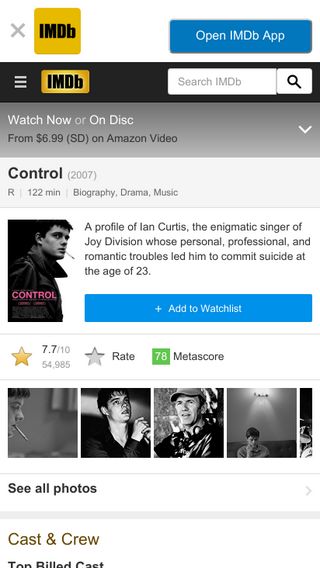 IMDb
Open IMDb App
IMDb
Search IMDb
Watch Now or On Disc
From $6.99 (SD) on Amazon Video
Control (2007)
R | 122 min | Biography, Drama, Music
CONTROL
A profile of Ian Curtis, the enigmatic singer of
Joy Division whose personal, professional, and
romantic troubles led him to commit suicide at
the age of 23.
+ Add to Watchlist
7.7/10
54,985
Rate
78 Metascore
See all photos
Cast & Crew
Top Billed Cast